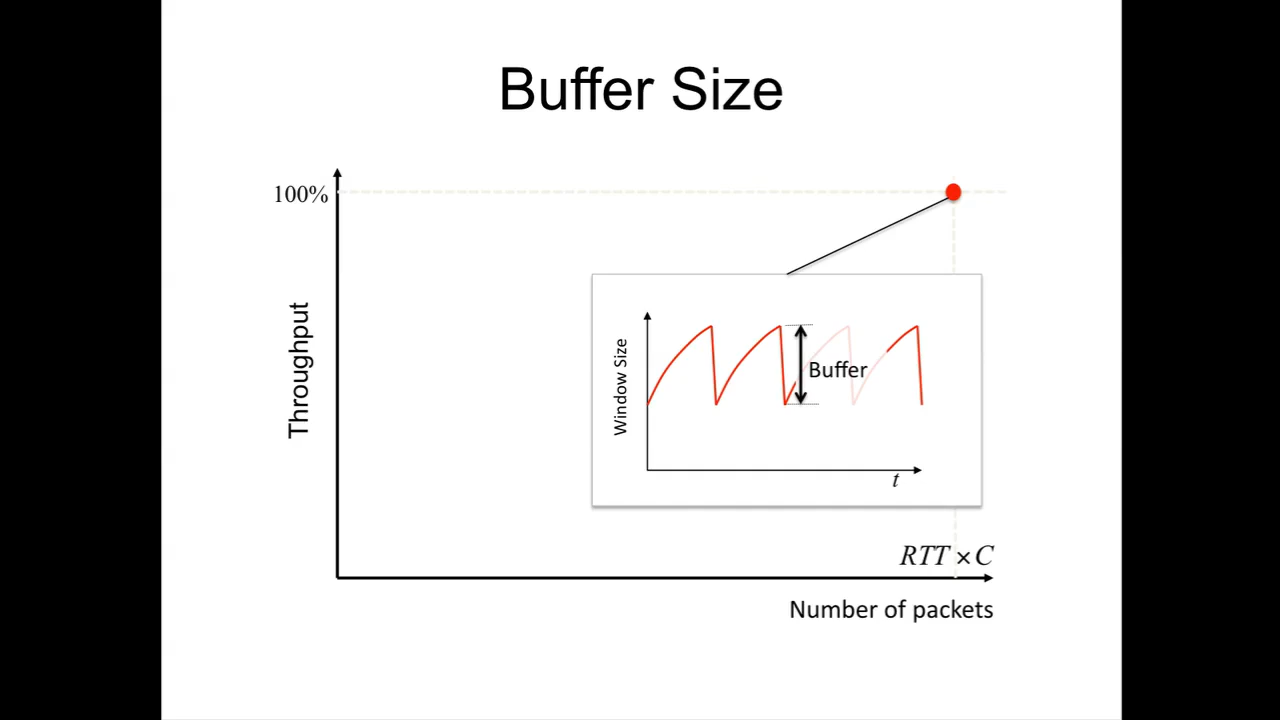 Buffer Size
100%
Throughput
Window Size
Buffer
t
RTT × C
Number of packets